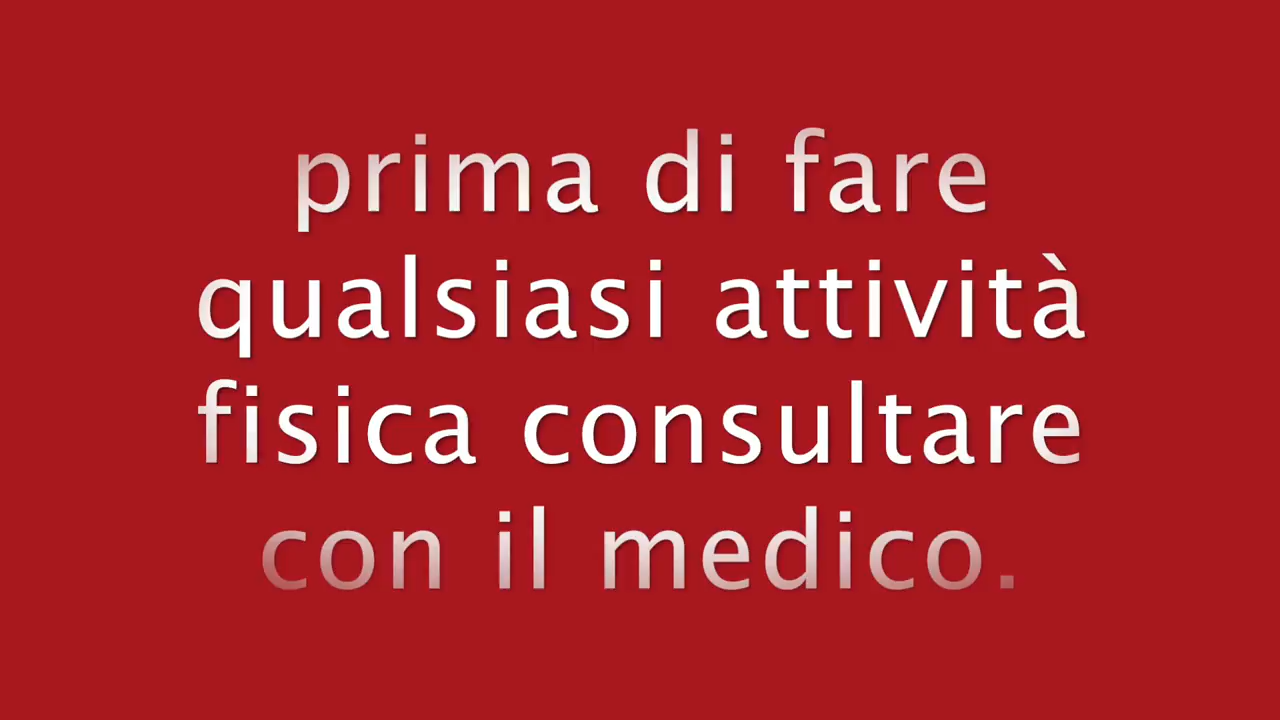 prima di fare
qualsiasi attività
fisica consultare
con il medico.